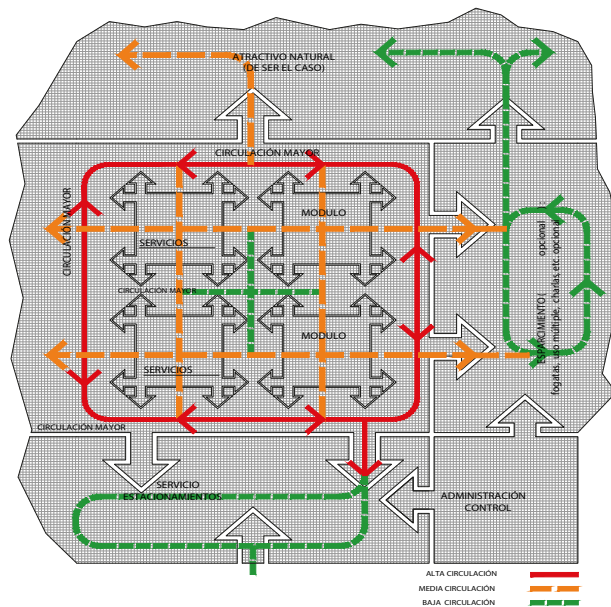 ATRACTIVO NATURAL
(DE SER EL CASO)
CIRCULACIÓN MAYOR
CIRCULACIÓN MAYOR
MODULO
SERVICIOS
CIRCULACIÓN MAYOR
MODULO
SERVICIOS
ESPARCIMIENTO( opcional ):
fogatas, uso múltiple, charlas, etc opcional
CIRCULACIÓN MAYOR
SERVICIO
ESTACIONAMIENTOS
ADMINISTRACIÓN
CONTROL
ALTA CIRCULACIÓN
MEDIA CIRCULACIÓN
BAJA CIRCULACIÓN